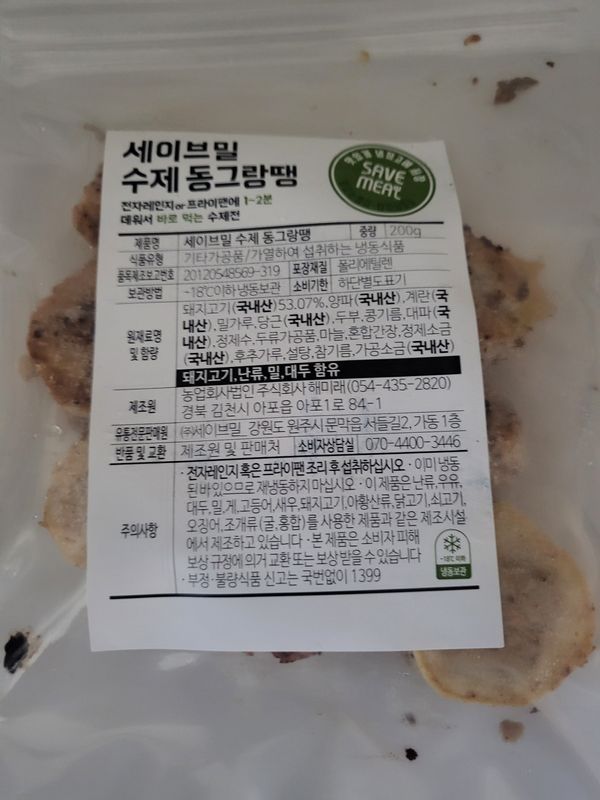 세이브밀
수제 동그랑땡
전자레인지or프라이팬에 1~2분
데워서 바로 먹는 수제전
맛있을 때 냉동고에 쏘옥
SAVE
MEAL
제품명 세이브밀 수제 동그랑땡 중량 200g
식품유형 기타가공품/가열하여 섭취하는 냉동식품
품목제조보고번호 20120548569-319 포장재질 폴리에틸렌
보관방법 -18℃이하 냉동보관 소비기한 하단별도표기
원재료명 및 함량 돼지고기(국내산)53.07%,양파(국내산),계란(국
내산),밀가루,당근(국내산),두부,콩기름,대파(국
내산),정제수,두류가공품,마늘,혼합간장,정제소금
(국내산),후추가루,설탕,참기름,가공소금(국내산)
돼지고기,난류,밀,대두 함유
제조원 농업회사법인 주식회사 해미래(054-435-2820)
경북 김천시 아포읍 아포1로 84-1
유통전문판매원 ㈜세이브밀, 강원도 원주시 문막읍 서들길2, 가동 1층
반품 및 교환 제조원 및 판매처 소비자상담실 070-4400-3446
주의사항 ·전자레인지 혹은 프라이팬 조리 후 섭취하십시오 ·이미 냉동
된 바 있으므로 재냉동하지 마십시오 ·이 제품은 난류,우유,
대두,밀,게,고등어,새우,돼지고기,아황산류,닭고기,쇠고기,
오징어,조개류(굴,홍합)를 사용한 제품과 같은 제조시설
에서 제조하고 있습니다 ·본 제품은 소비자 피해
보상 규정에 의거 교환 또는 보상 받을 수 있습니다
·부정·불량식품 신고는 국번없이 1399
-18℃ 이하
냉동보관